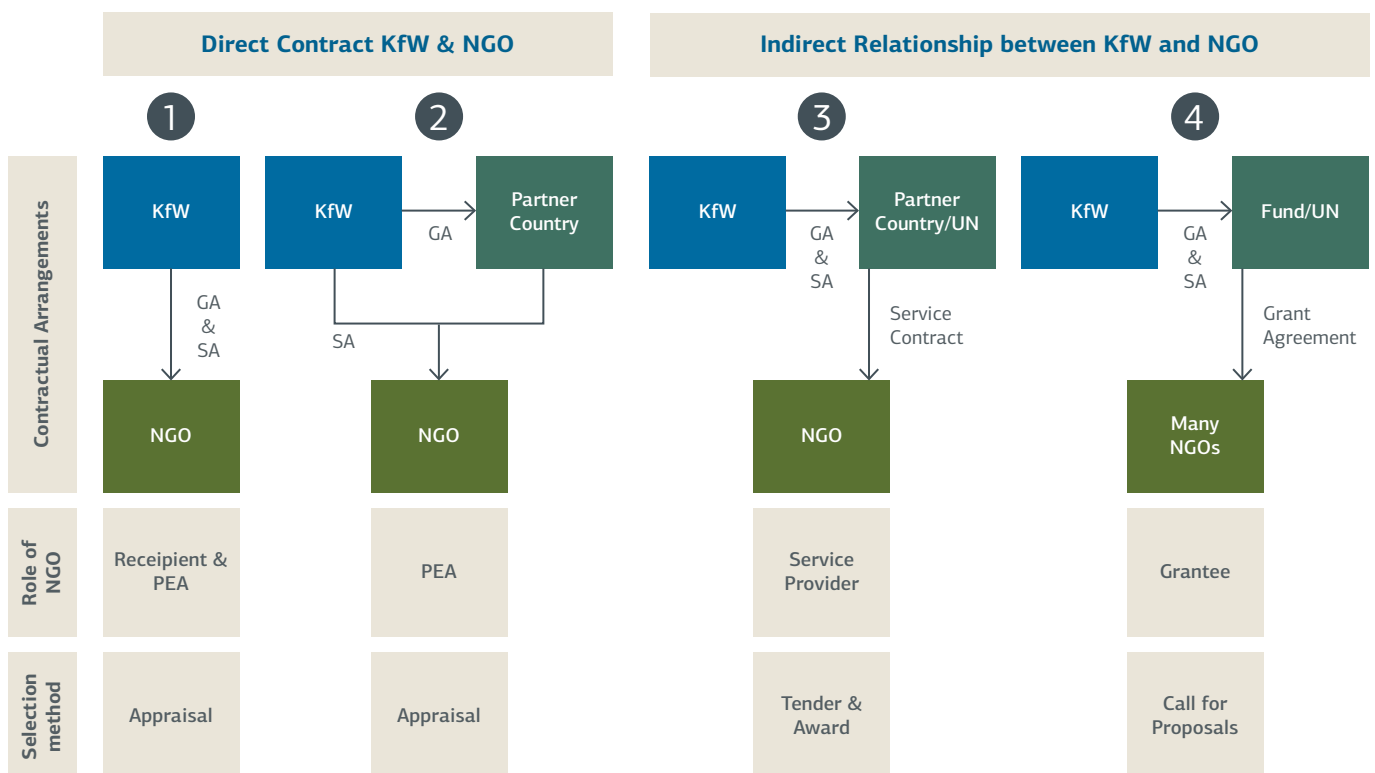 Direct Contract KfW & NGO
Indirect Relationship between KfW and NGO
1
2
3
4
Contractual Arrangements
KfW
KfW
GA
Partner
Country
KfW
GA
&
SA
Partner
Country/UN
KfW
GA
&
SA
Fund/UN
GA
&
SA
SA
Service
Contract
Grant
Agreement
NGO
NGO
NGO
Many
NGOs
Role of
NGO
Receipient &
PEA
PEA
Service
Provider
Grantee
Selection
method
Appraisal
Appraisal
Tender &
Award
Call for
Proposals